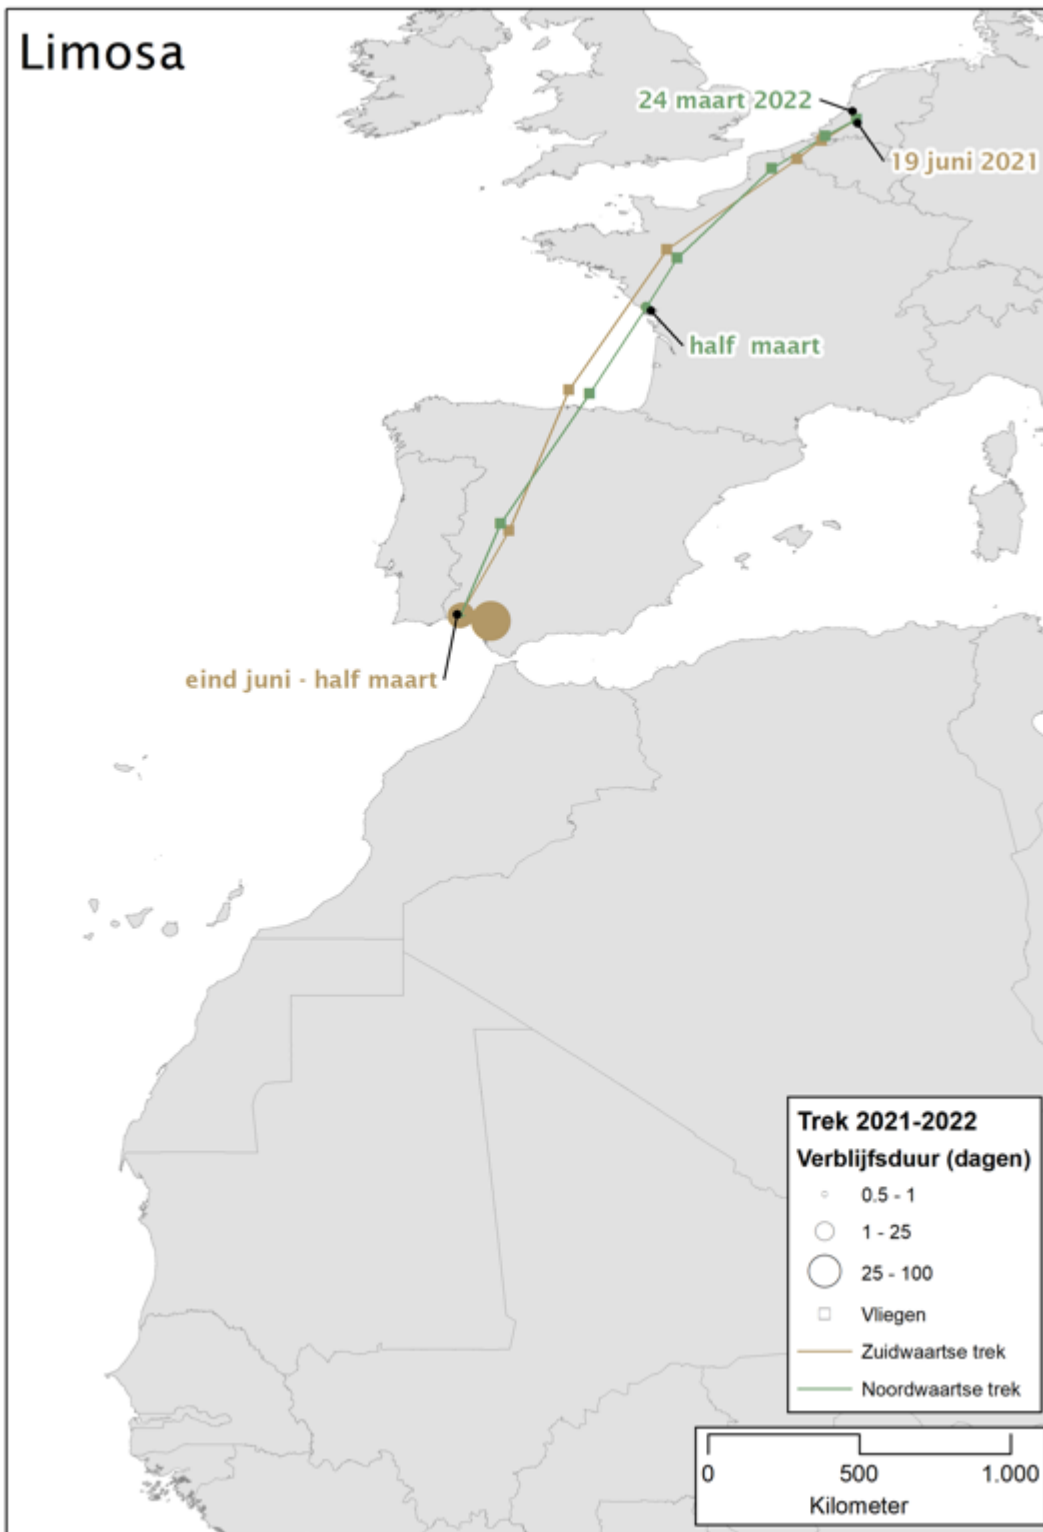 Limosa
24 maart 2022
19 juni 2021
half maart
eind juni - half maart
Trek 2021-2022
Verblijfsduur (dagen)
0.5 - 1
1 - 25
25 - 100
Vliegen
Zuidwaartse trek
Noordwaartse trek
0 500 1.000
Kilometer